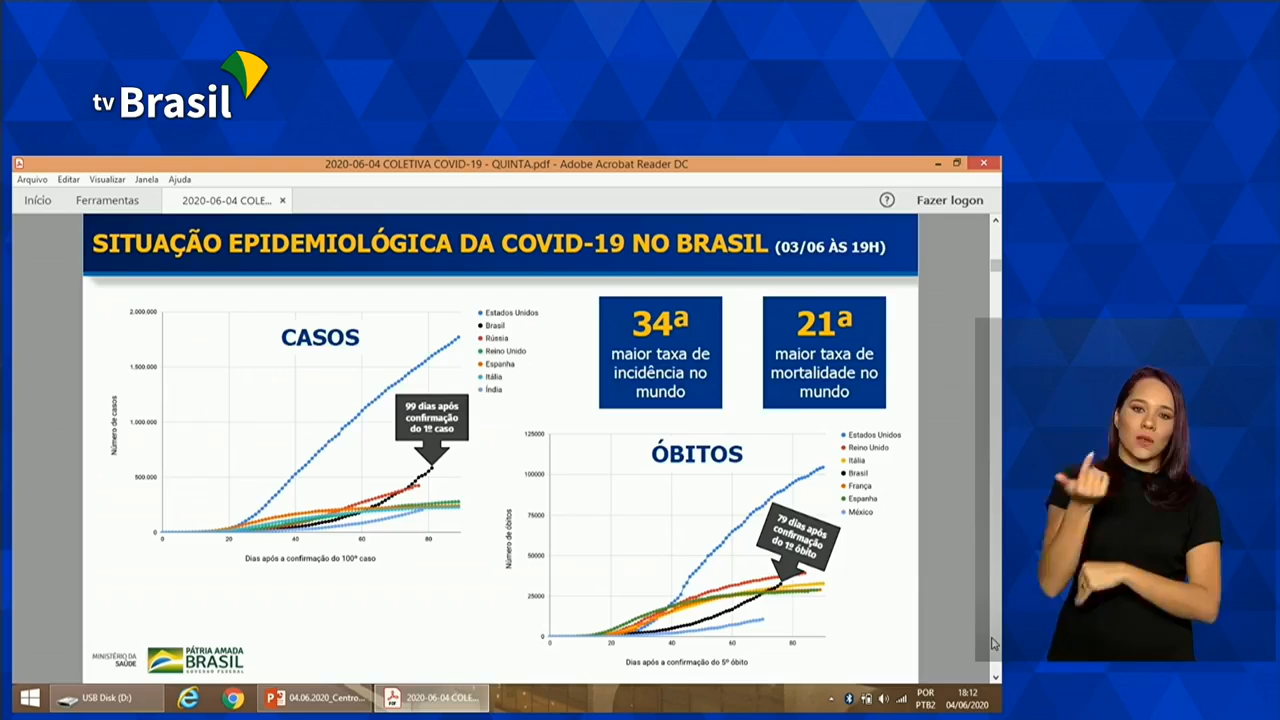 tv Brasil
2020-06-04 COLETIVA COVID-19 - QUINTA.pdf - Adobe Acrobat Reader DC
Arquivo Editar Visualizar Janela Ajuda
Início Ferramentas 2020-06-04 COLE... × ? Fazer logon
SITUAÇÃO EPIDEMIOLÓGICA DA COVID-19 NO BRASIL (03/06 ÀS 19H)
CASOS
2.000.000
1.500.000
1.000.000
500.000
0
Número de casos
0 20 40 60 80
Dias após a confirmação do 100º caso
99 dias após
confirmação
do 1º caso
Estados Unidos
Brasil
Rússia
Reino Unido
Espanha
Itália
Índia
34ª
maior taxa de
incidência no
mundo
21ª
maior taxa de
mortalidade no
mundo
ÓBITOS
125000
100000
75000
50000
25000
0
Número de óbitos
0 20 40 60 80
Dias após a confirmação do 5º óbito
79 dias após
confirmação
do 1º óbito
Estados Unidos
Reino Unido
Itália
Brasil
França
Espanha
México
MINISTÉRIO DA
SAÚDE
PÁTRIA AMADA
BRASIL
GOVERNO FEDERAL
USB Disk (D:)
04.06.2020_Centro...
2020-06-04 COLE...
POR
PTB2
18:12
04/06/2020